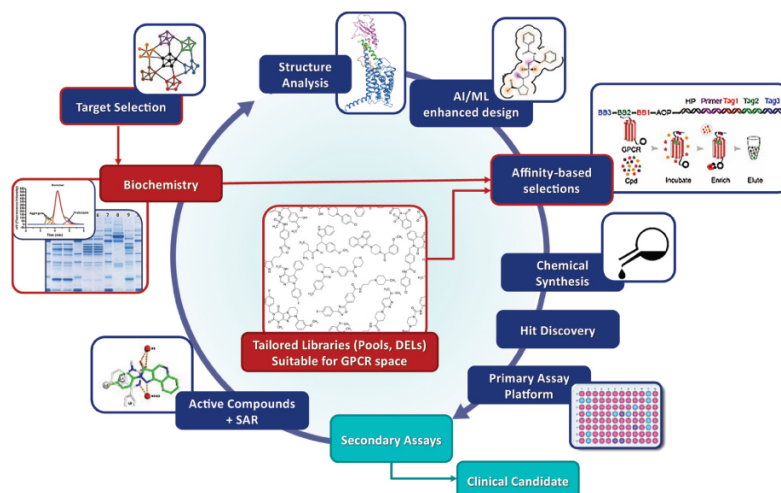 Structure
Analysis
AI/ML
enhanced design
Target Selection
BB3-BB2-BB1-AOP
HP Primer Tag1 Tag2 Tag3
GPCR
Cpd
Incubate
Enrich
Elute
Biochemistry
Affinity-based
selections
Chemical
Synthesis
Tailored Libraries (Pools, DELs)
Suitable for GPCR space
Hit Discovery
Primary Assay
Platform
Active Compounds
+ SAR
Secondary Assays
Clinical Candidate